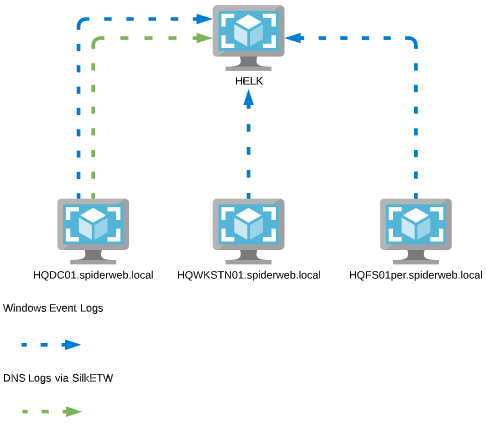 HELK
HQDC01.spiderweb.local
HQWKSTN01.spiderweb.local
HQFS01per.spiderweb.local
Windows Event Logs
DNS Logs via SilkETW